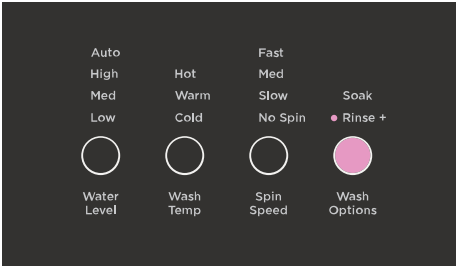 Auto
High
Med
Low
Hot
Warm
Cold
Fast
Med
Slow
No Spin
Soak
Rinse +
Water
Level
Wash
Temp
Spin
Speed
Wash
Options